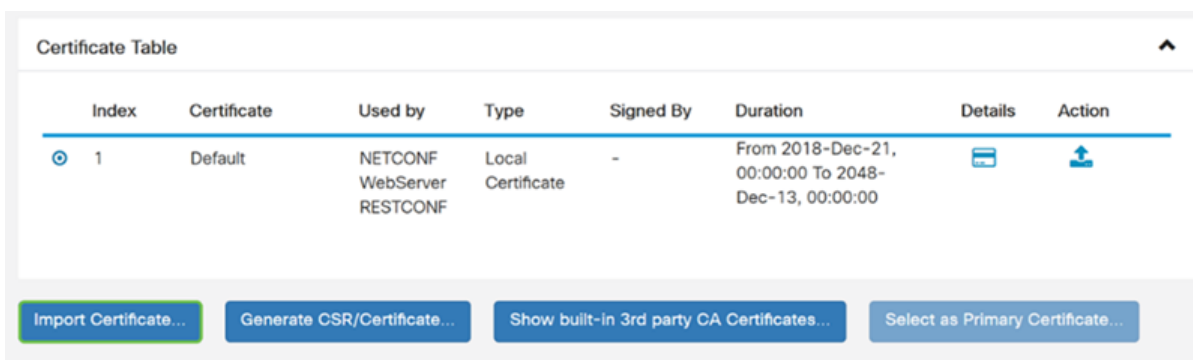 Certificate Table
Index Certificate Used by Type Signed By Duration Details Action
1 Default NETCONF Local - From 2018-Dec-21,
WebServer Certificate 00:00:00 To 2048-
RESTCONF Dec-13, 00:00:00
Import Certificate... Generate CSR/Certificate... Show built-in 3rd party CA Certificates... Select as Primary Certificate...